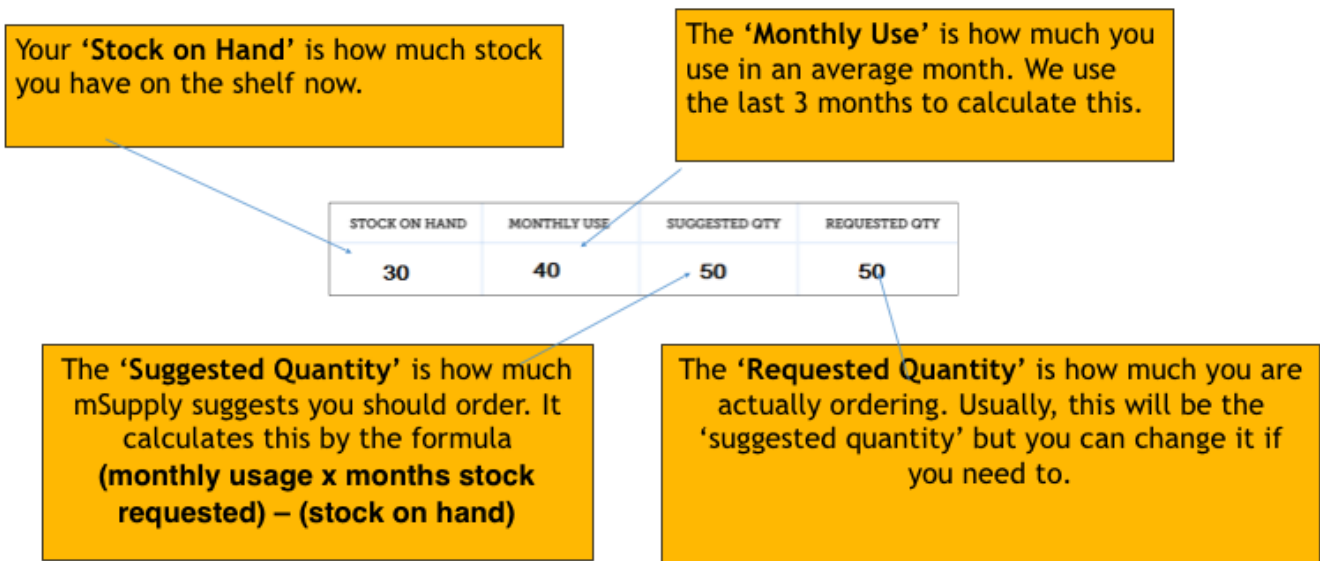 Your ‘Stock on Hand’ is how much stock
you have on the shelf now.
The ‘Monthly Use’ is how much you
use in an average month. We use
the last 3 months to calculate this.
STOCK ON HAND MONTHLY USE SUGGESTED QTY REQUESTED QTY
30 40 50 50
The ‘Suggested Quantity’ is how much
mSupply suggests you should order. It
calculates this by the formula
(monthly usage x months stock
requested) – (stock on hand)
The ‘Requested Quantity’ is how much you are
actually ordering. Usually, this will be the
‘suggested quantity’ but you can change it if
you need to.